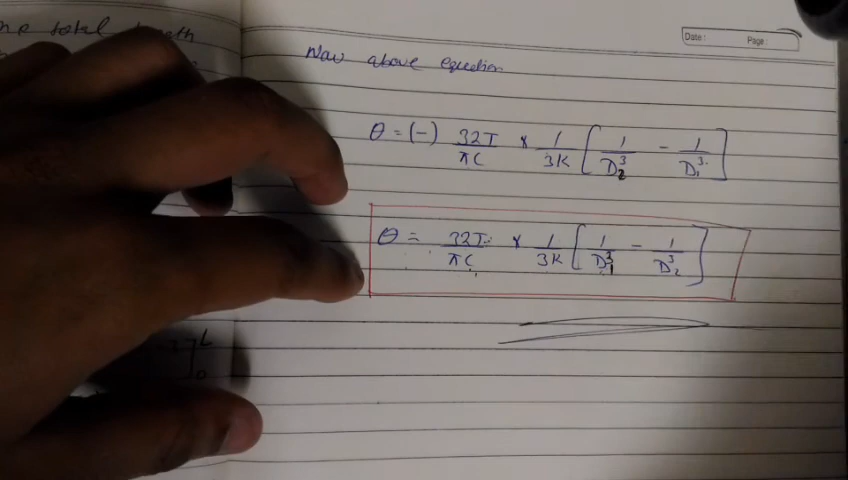 total
Date : Page :
Now above equation
θ = (-) 32T/πC × 1/3K [ 1/D₂³ - 1/D₁³ ]
θ = 32T/πC × 1/3K [ 1/D₁³ - 1/D₂³ ]